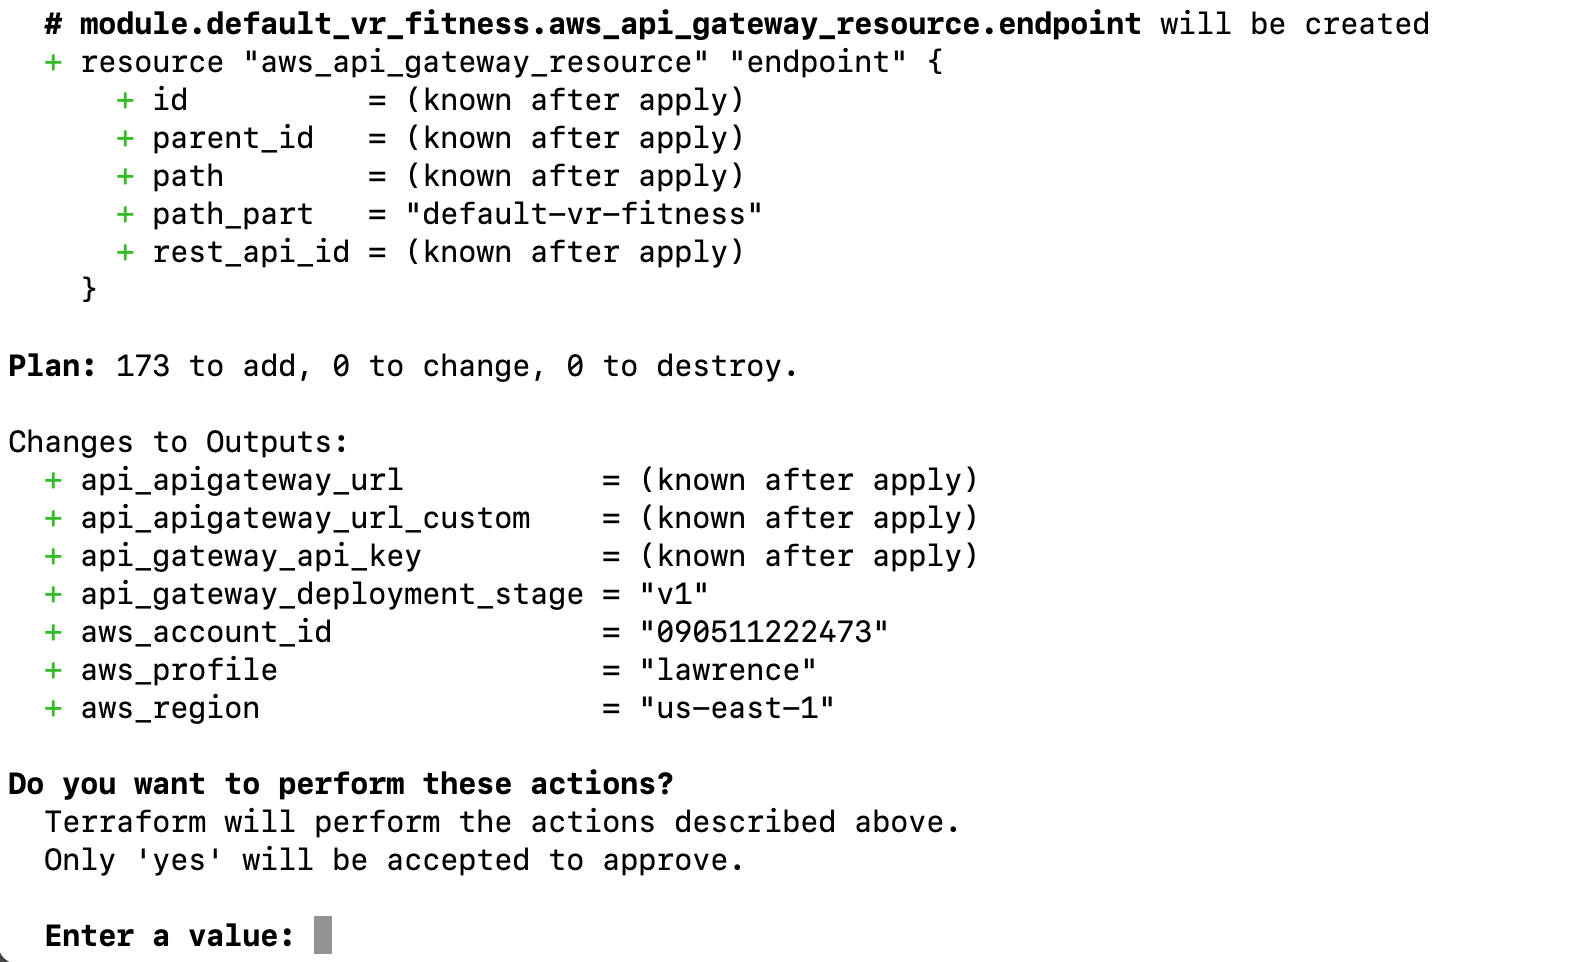 # module.default_vr_fitness.aws_api_gateway_resource.endpoint will be created
+ resource "aws_api_gateway_resource" "endpoint" {
+ id = (known after apply)
+ parent_id = (known after apply)
+ path = (known after apply)
+ path_part = "default-vr-fitness"
+ rest_api_id = (known after apply)
}
Plan: 173 to add, 0 to change, 0 to destroy.
Changes to Outputs:
+ api_apigateway_url = (known after apply)
+ api_apigateway_url_custom = (known after apply)
+ api_gateway_api_key = (known after apply)
+ api_gateway_deployment_stage = "v1"
+ aws_account_id = "090511222473"
+ aws_profile = "lawrence"
+ aws_region = "us-east-1"
Do you want to perform these actions?
Terraform will perform the actions described above.
Only 'yes' will be accepted to approve.
Enter a value: